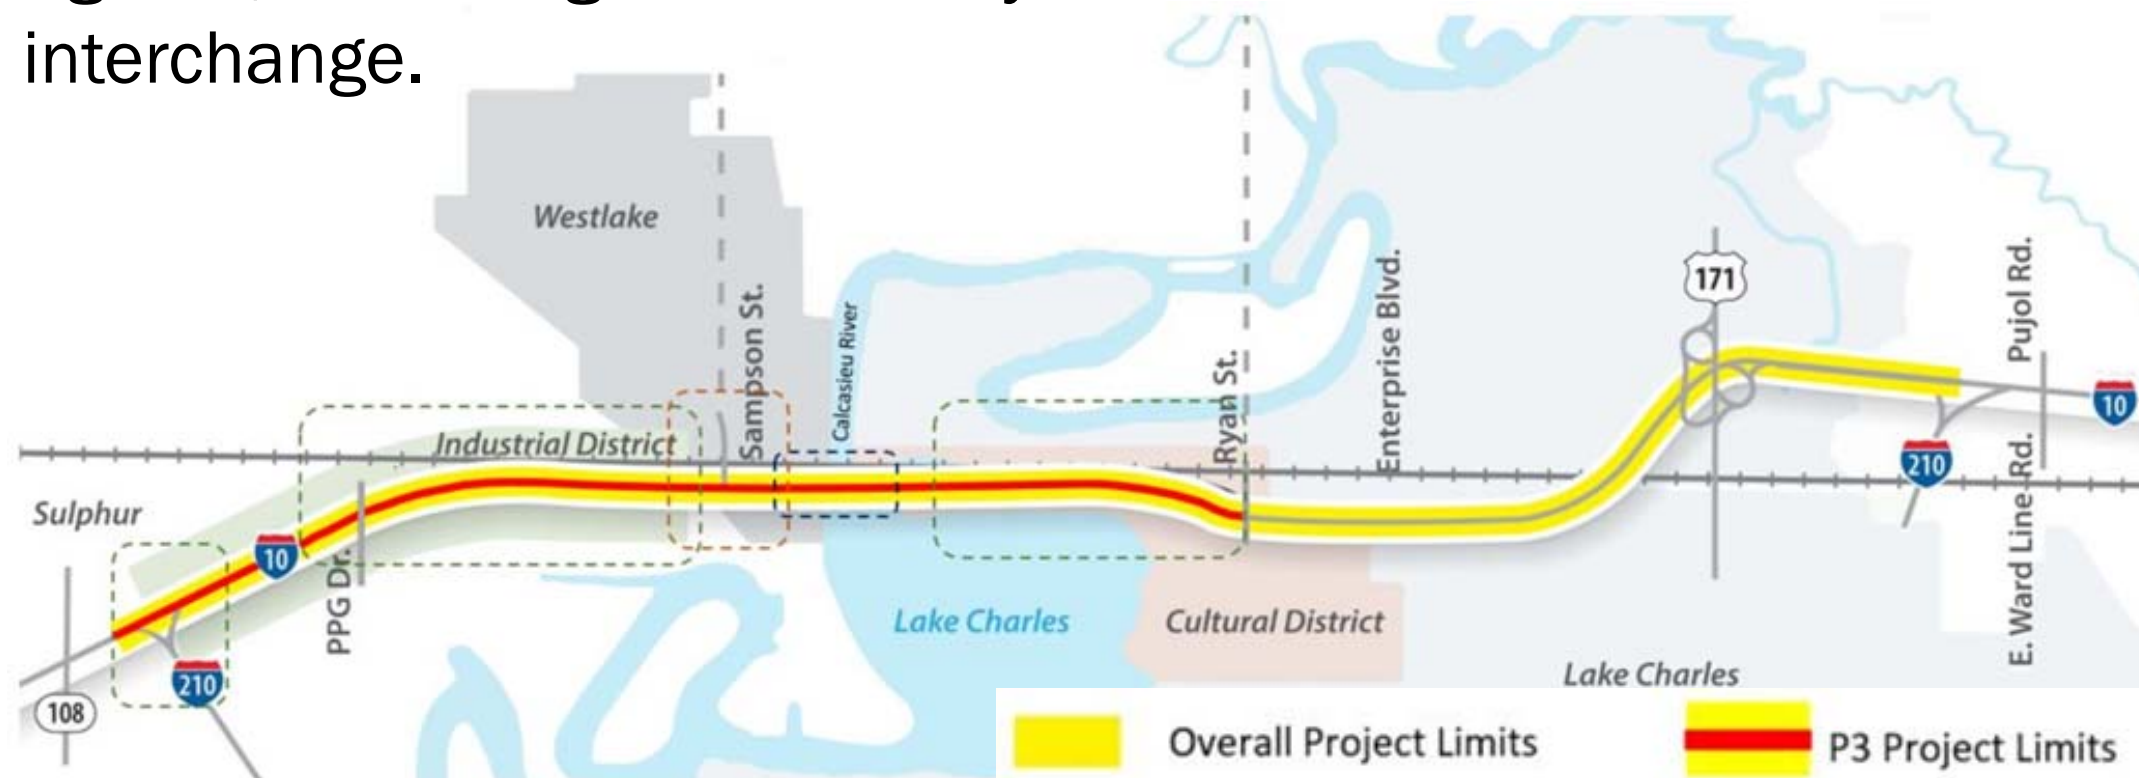 interchange.
Westlake
171
Pujol Rd.
Sampson St.
Calcasieu River
Enterprise Blvd.
Ryan St.
10
Industrial District
210
E. Ward Line Rd.
Sulphur
10
PPG Dr.
Lake Charles
Cultural District
210
Lake Charles
108
Overall Project Limits
P3 Project Limits